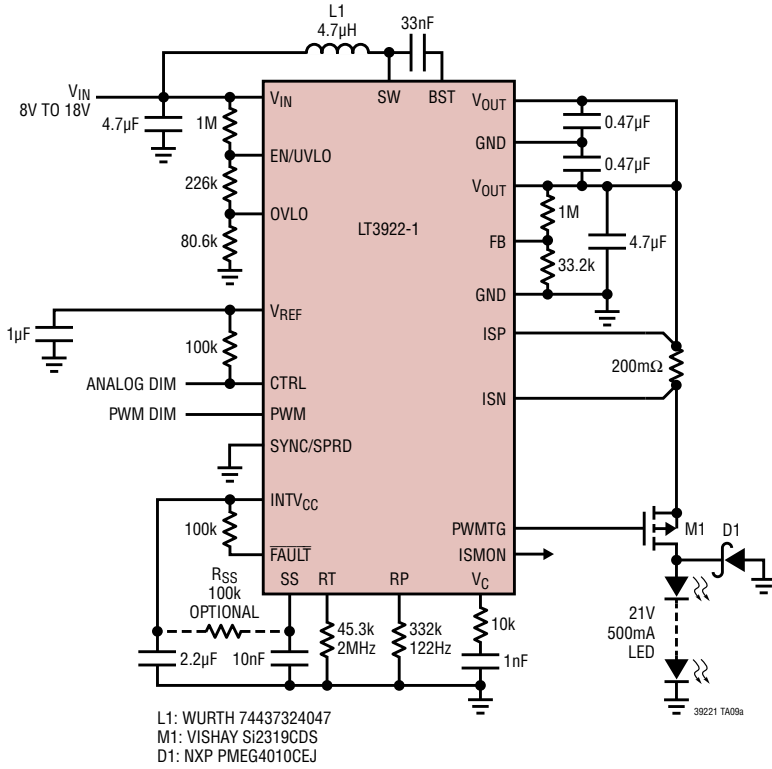 L1
4.7µH
33nF
VIN
8V TO 18V
4.7µF
1M
226k
80.6k
VIN
SW
BST
VOUT
GND
VOUT
EN/UVLO
OVLO
LT3922-1
FB
GND
0.47µF
0.47µF
1M
33.2k
4.7µF
1µF
VREF
100k
ANALOG DIM
CTRL
PWM DIM
PWM
SYNC/SPRD
ISP
ISN
200mΩ
INTVCC
100k
FAULT
PWMTG
ISMON
M1
D1
RSS
100k
OPTIONAL
SS
RT
RP
VC
2.2µF
10nF
45.3k
2MHz
332k
122Hz
10k
1nF
21V
500mA
LED
39221 TA09a
L1: WURTH 74437324047
M1: VISHAY Si2319CDS
D1: NXP PMEG4010CEJ